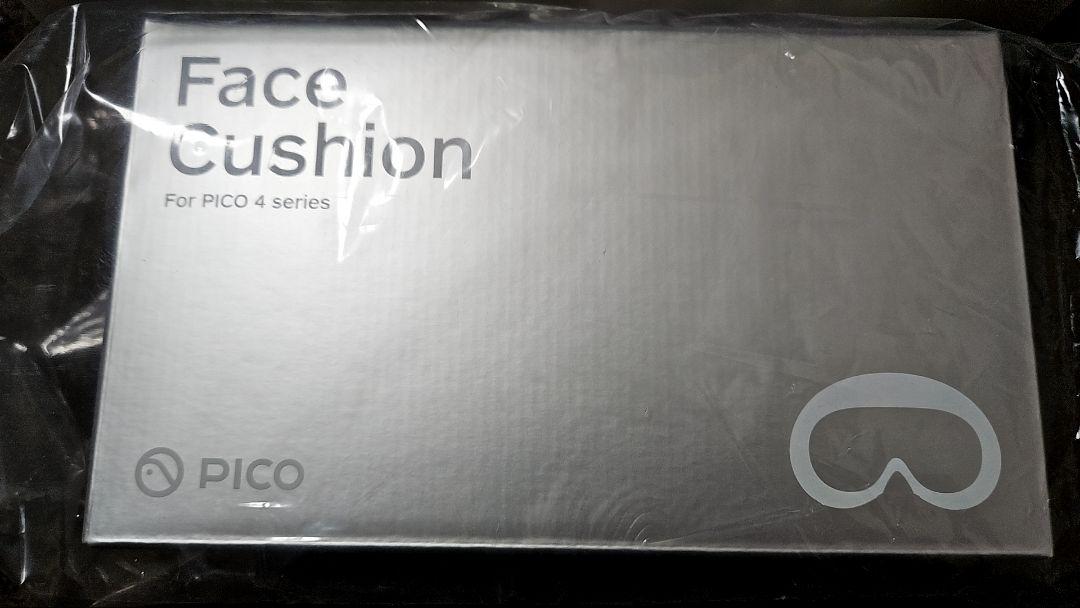 Face
Cushion
For PICO 4 series
PICO